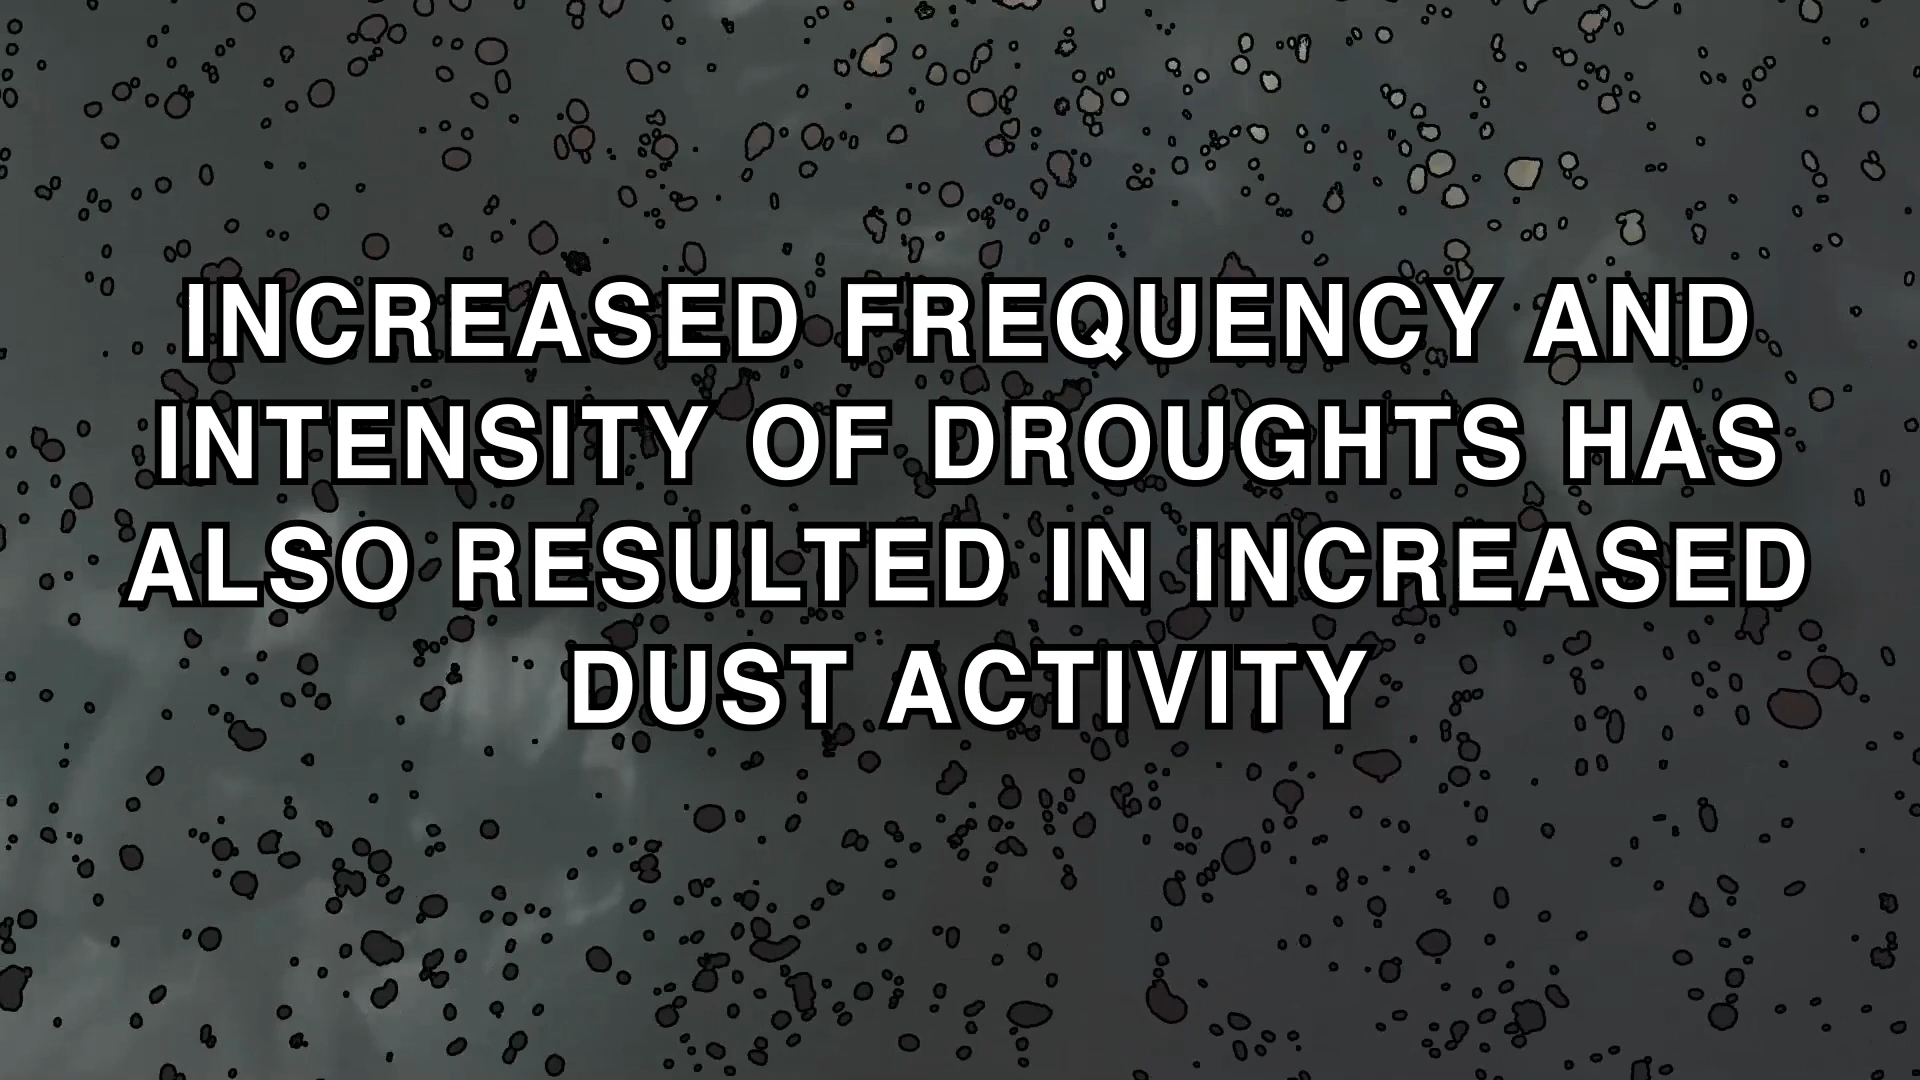 INCREASED FREQUENCY AND
INTENSITY OF DROUGHTS HAS
ALSO RESULTED IN INCREASED
DUST ACTIVITY